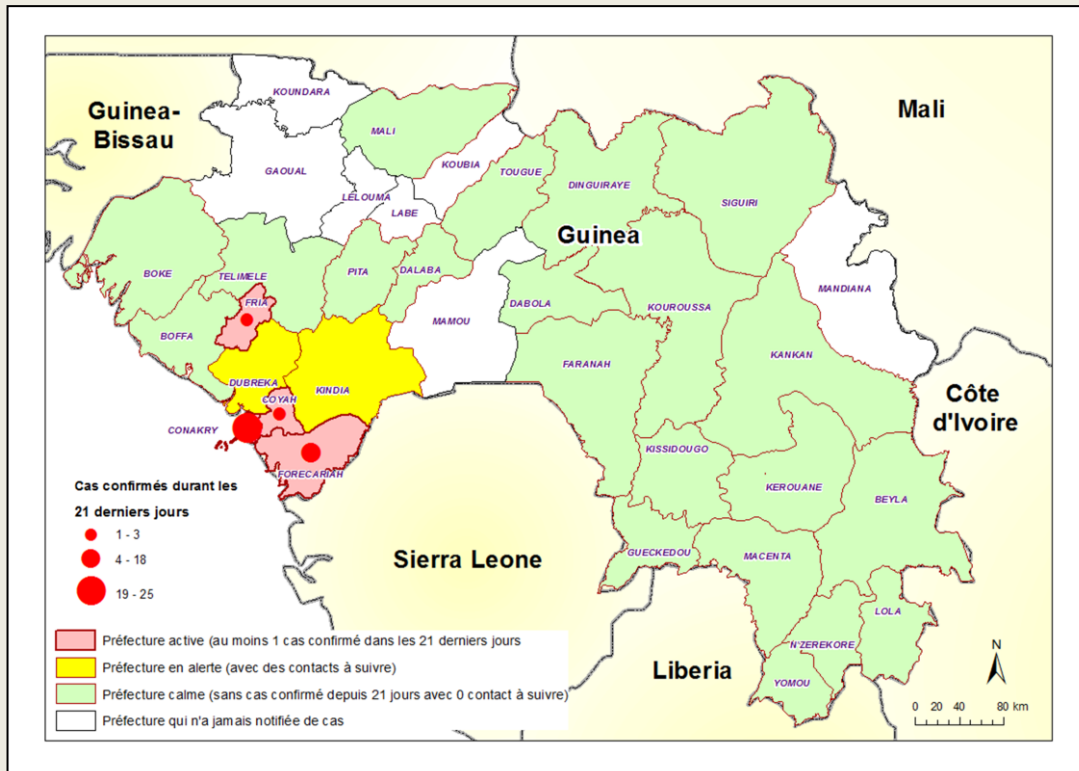 KOUNDARA
Guinea-
Bissau
Mali
MALI
KOUBIA
GAOUAL
TOUGUE
DINGUIRAYE
LELOUMA
LABE
SIGUIRI
Guinea
BOKE
TELIMELE
PITA
DALABA
FRIA
DABOLA
KOUROUSSA
MANDIANA
MAMOU
BOFFA
KANKAN
FARANAH
DUBREKA
KINDIA
COYAH
Côte
d'Ivoire
CONAKRY
KISSIDOUGO
FORECARIAH
KEROUANE
BEYLA
Cas confirmés durant les
21 derniers jours
1 - 3
4 - 18
19 - 25
Sierra Leone
GUECKEDOU
MACENTA
LOLA
N'ZEREKORE
Liberia
YOMOU
N
0 20 40 80 km
Préfecture active (au moins 1 cas confirmé dans les 21 derniers jours
Préfecture en alerte (avec des contacts à suivre)
Préfecture calme (sans cas confirmé depuis 21 jours avec 0 contact à suivre)
Préfecture qui n'a jamais notifiée de cas